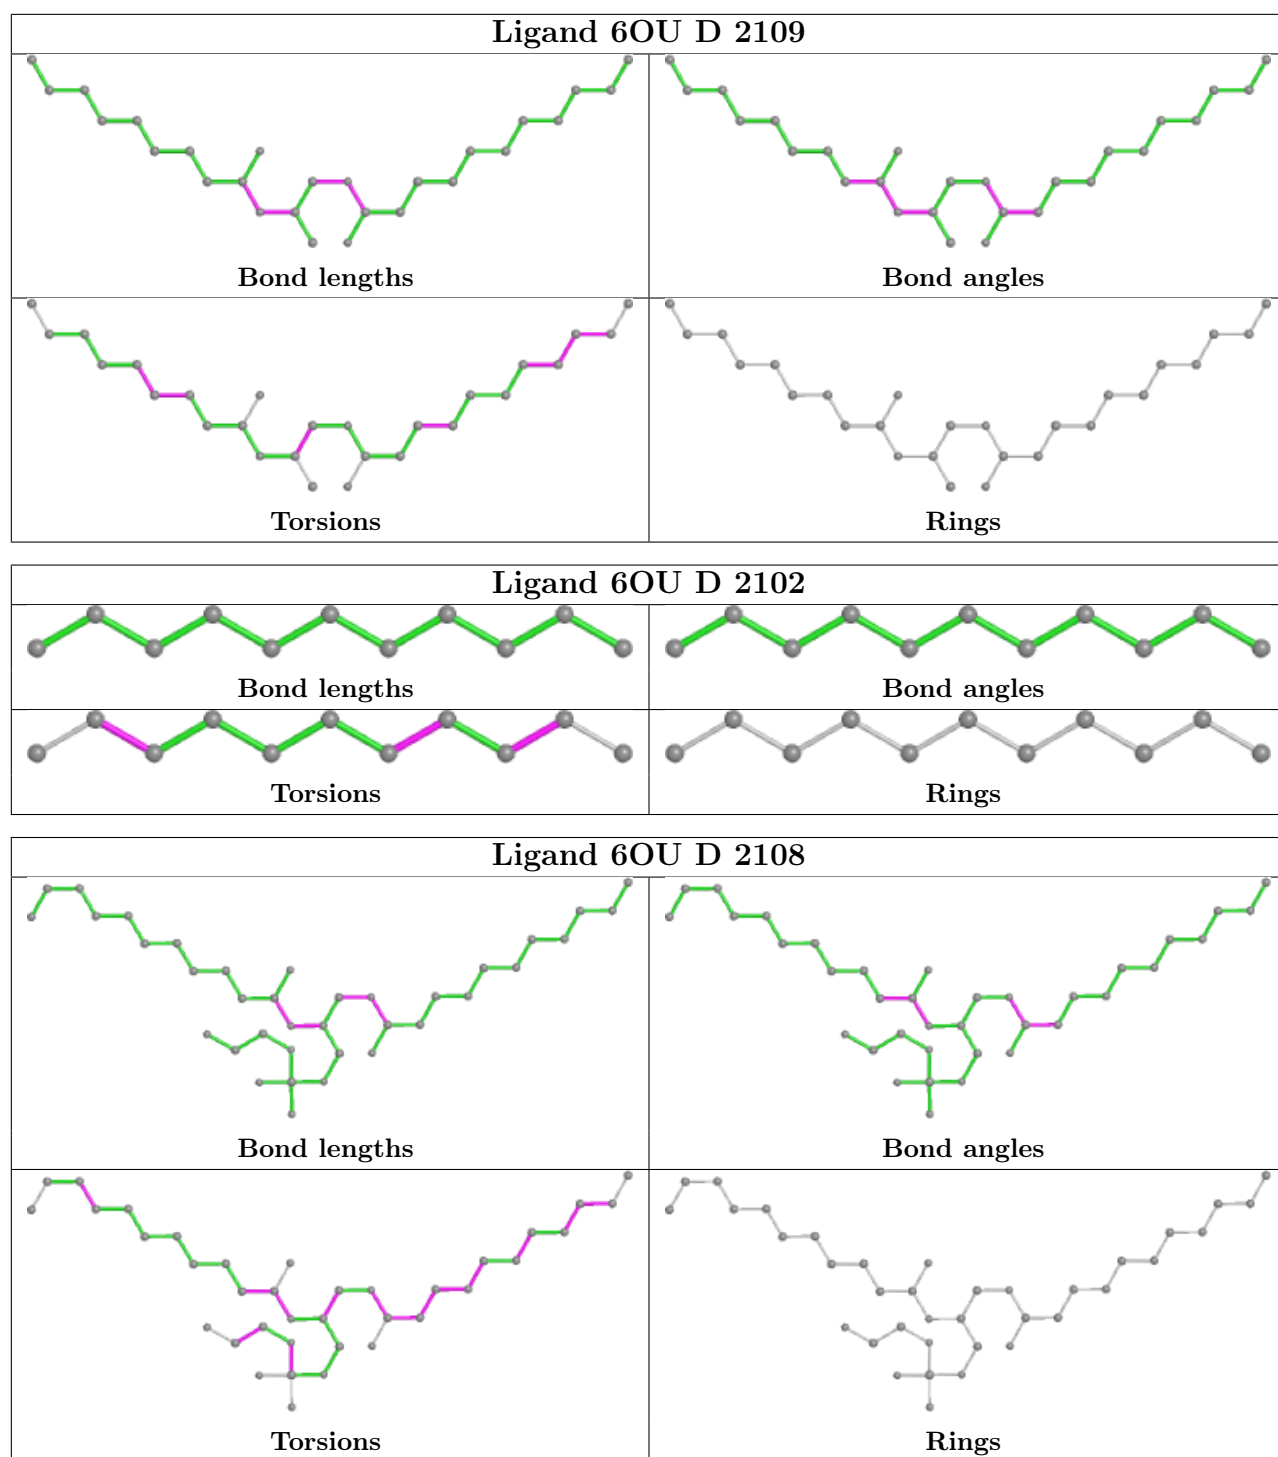 Ligand 6OU D 2109
Bond lengths
Bond angles
Torsions
Rings
Ligand 6OU D 2102
Bond lengths
Bond angles
Torsions
Rings
Ligand 6OU D 2108
Bond lengths
Bond angles
Torsions
Rings